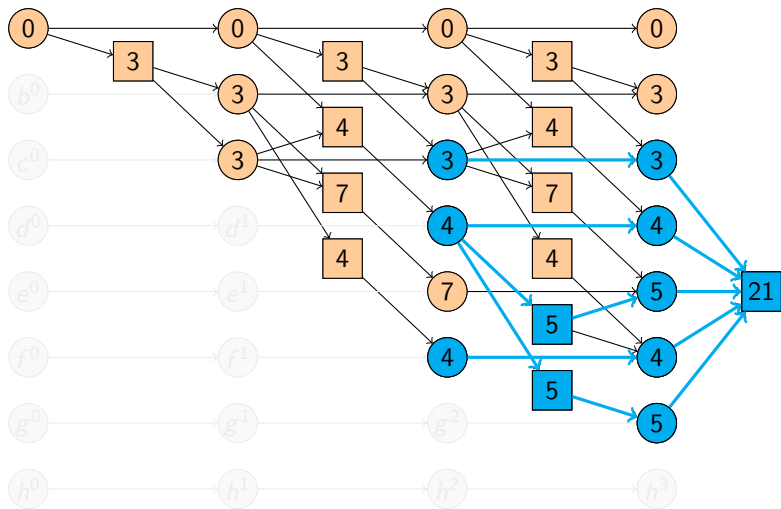 0 0 0 0
3 3 3
b⁰ 3 3 3
4 4
c⁰ 3 3 3
7 7
d⁰ d¹ 4 4
4 4
e⁰ e¹ 7 5 21
5
f⁰ f¹ 4 4
5
g⁰ g¹ g² 5
h⁰ h¹ h² h³